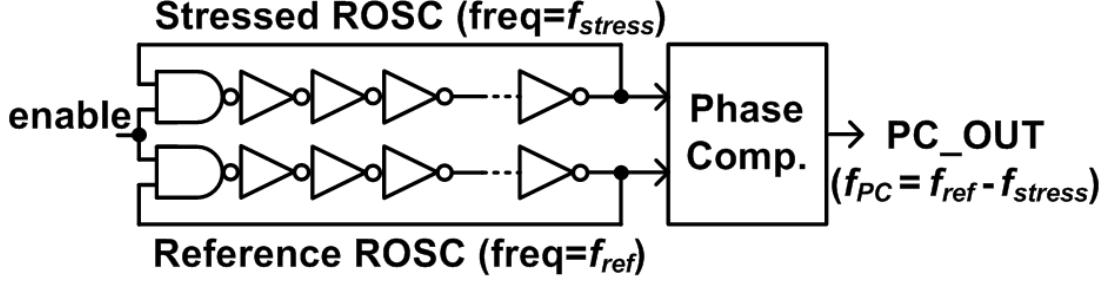 Stressed ROSC (freq=fstress)
enable
Phase
Comp.
PC_OUT
(fPC = fref - fstress)
Reference ROSC (freq=fref)